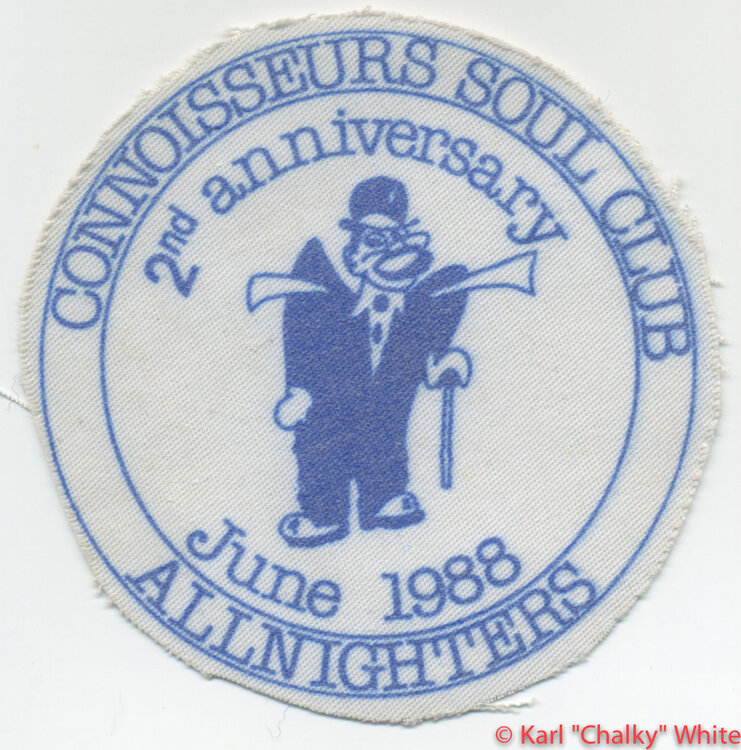 CONNOISSEURS SOUL CLUB
2nd anniversary
June 1988
ALLNIGHTERS
© Karl "Chalky" White